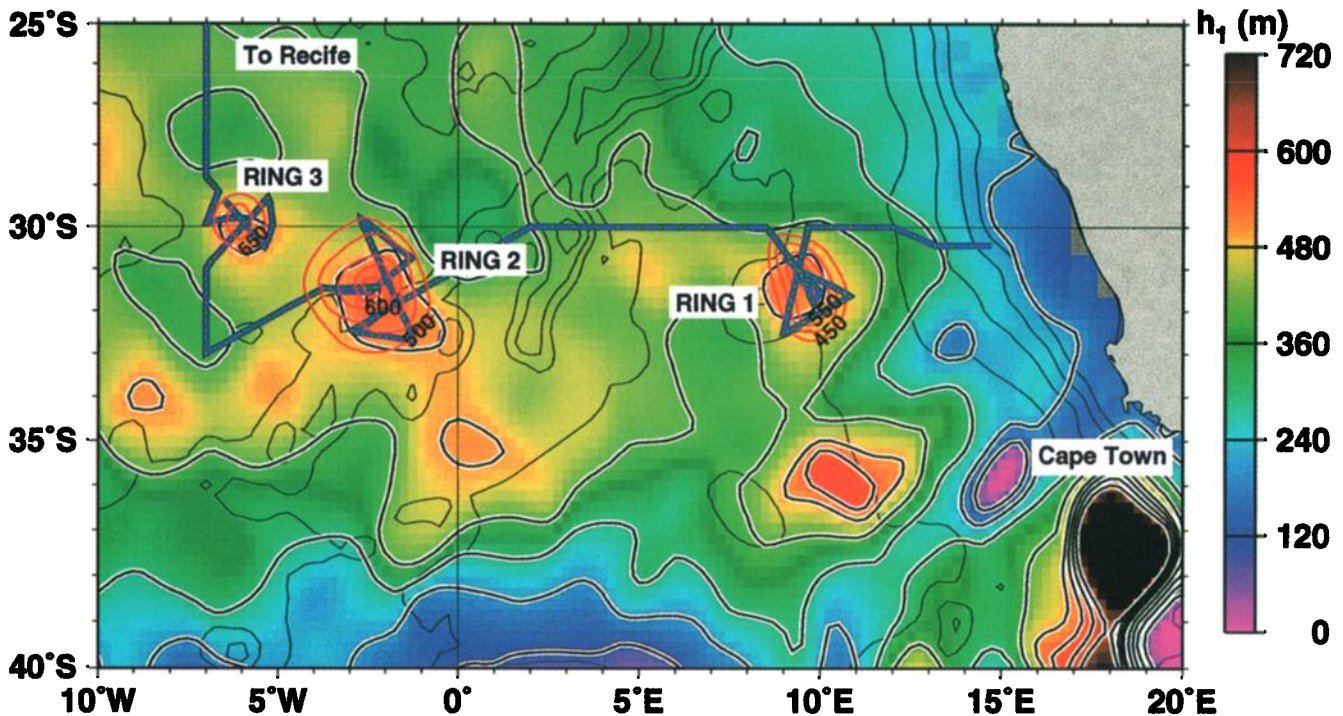 25°S
To Recife
h₁ (m)
720
RING 3
600
650
30°S
RING 2
480
RING 1
600
500
550
450
360
35°S
240
Cape Town
120
0
40°S
10°W
5°W
0°
5°E
10°E
15°E
20°E